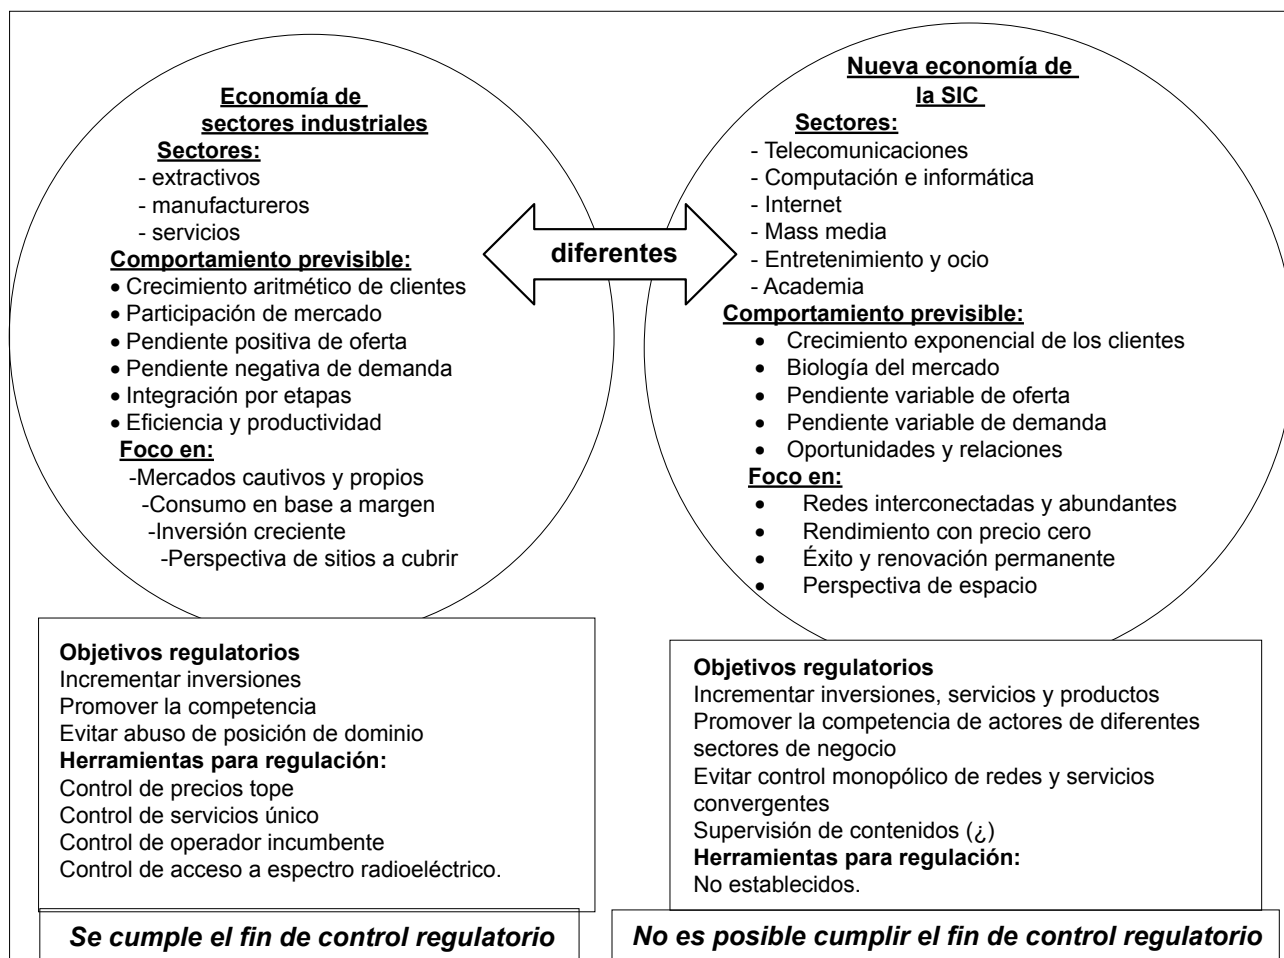 Economía de
sectores industriales
Sectores:
- extractivos
- manufactureros
- servicios
Comportamiento previsible:
• Crecimiento aritmético de clientes
• Participación de mercado
• Pendiente positiva de oferta
• Pendiente negativa de demanda
• Integración por etapas
• Eficiencia y productividad
Foco en:
-Mercados cautivos y propios
-Consumo en base a margen
-Inversión creciente
-Perspectiva de sitios a cubrir
diferentes
Nueva economía de
la SIC
Sectores:
- Telecomunicaciones
- Computación e informática
- Internet
- Mass media
- Entretenimiento y ocio
- Academia
Comportamiento previsible:
• Crecimiento exponencial de los clientes
• Biología del mercado
• Pendiente variable de oferta
• Pendiente variable de demanda
• Oportunidades y relaciones
Foco en:
• Redes interconectadas y abundantes
• Rendimiento con precio cero
• Éxito y renovación permanente
• Perspectiva de espacio
Objetivos regulatorios
Incrementar inversiones
Promover la competencia
Evitar abuso de posición de dominio
Herramientas para regulación:
Control de precios tope
Control de servicios único
Control de operador incumbente
Control de acceso a espectro radioeléctrico.
Se cumple el fin de control regulatorio
Objetivos regulatorios
Incrementar inversiones, servicios y productos
Promover la competencia de actores de diferentes
sectores de negocio
Evitar control monopólico de redes y servicios
convergentes
Supervisión de contenidos (¿)
Herramientas para regulación:
No establecidos.
No es posible cumplir el fin de control regulatorio